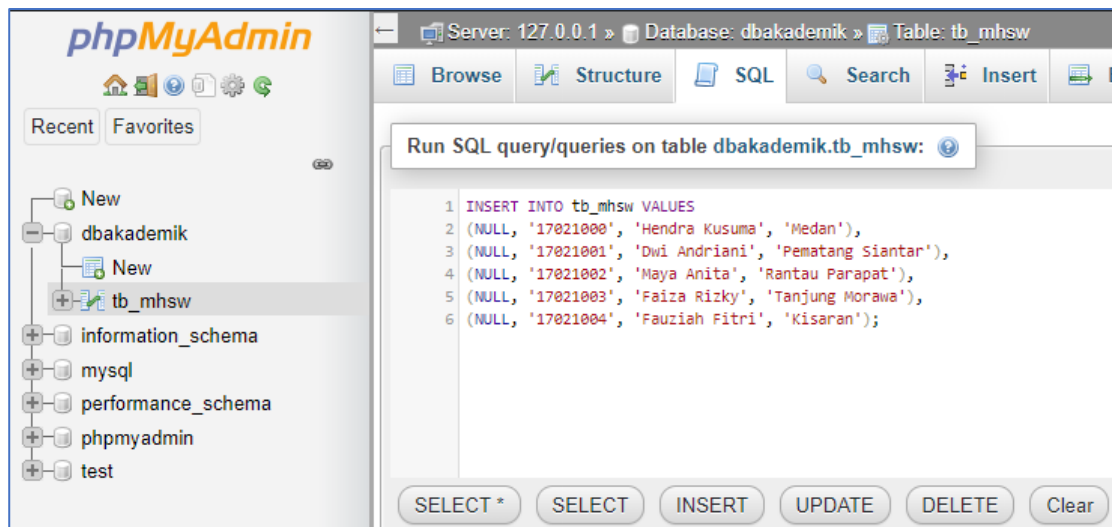 phpMyAdmin
Recent Favorites
New
dbakademik
New
tb_mhsw
information_schema
mysql
performance_schema
phpmyadmin
test
Server: 127.0.0.1 » Database: dbakademik » Table: tb_mhsw
Browse Structure SQL Search Insert
Run SQL query/queries on table dbakademik.tb_mhsw:
1 INSERT INTO tb_mhsw VALUES
2 (NULL, '17021000', 'Hendra Kusuma', 'Medan'),
3 (NULL, '17021001', 'Dwi Andriani', 'Pematang Siantar'),
4 (NULL, '17021002', 'Maya Anita', 'Rantau Parapat'),
5 (NULL, '17021003', 'Faiza Rizky', 'Tanjung Morawa'),
6 (NULL, '17021004', 'Fauziah Fitri', 'Kisaran');
SELECT * SELECT INSERT UPDATE DELETE Clear